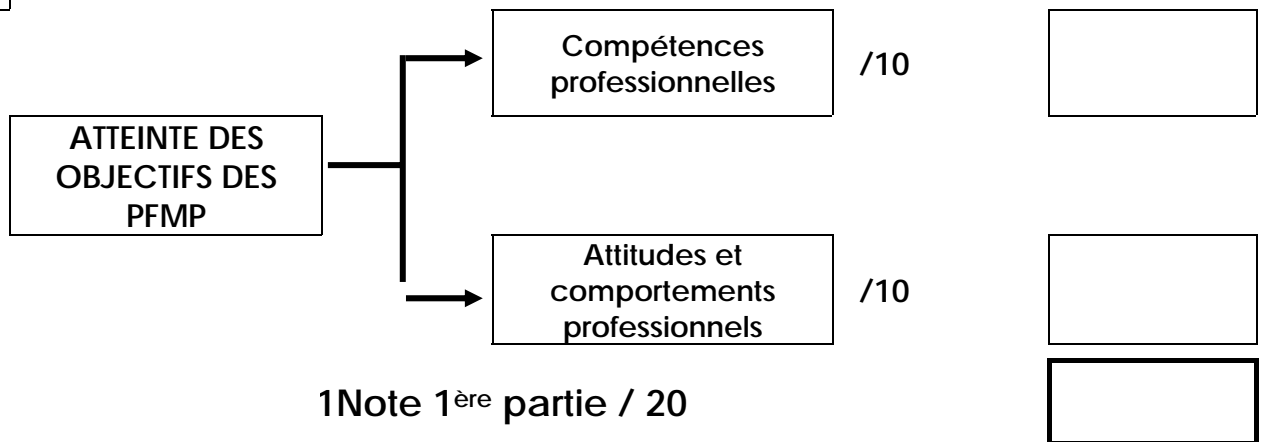 Compétences
professionnelles
/10
ATTEINTE DES
OBJECTIFS DES
PFMP
Attitudes et
comportements
professionnels
/10
1Note 1ère partie / 20